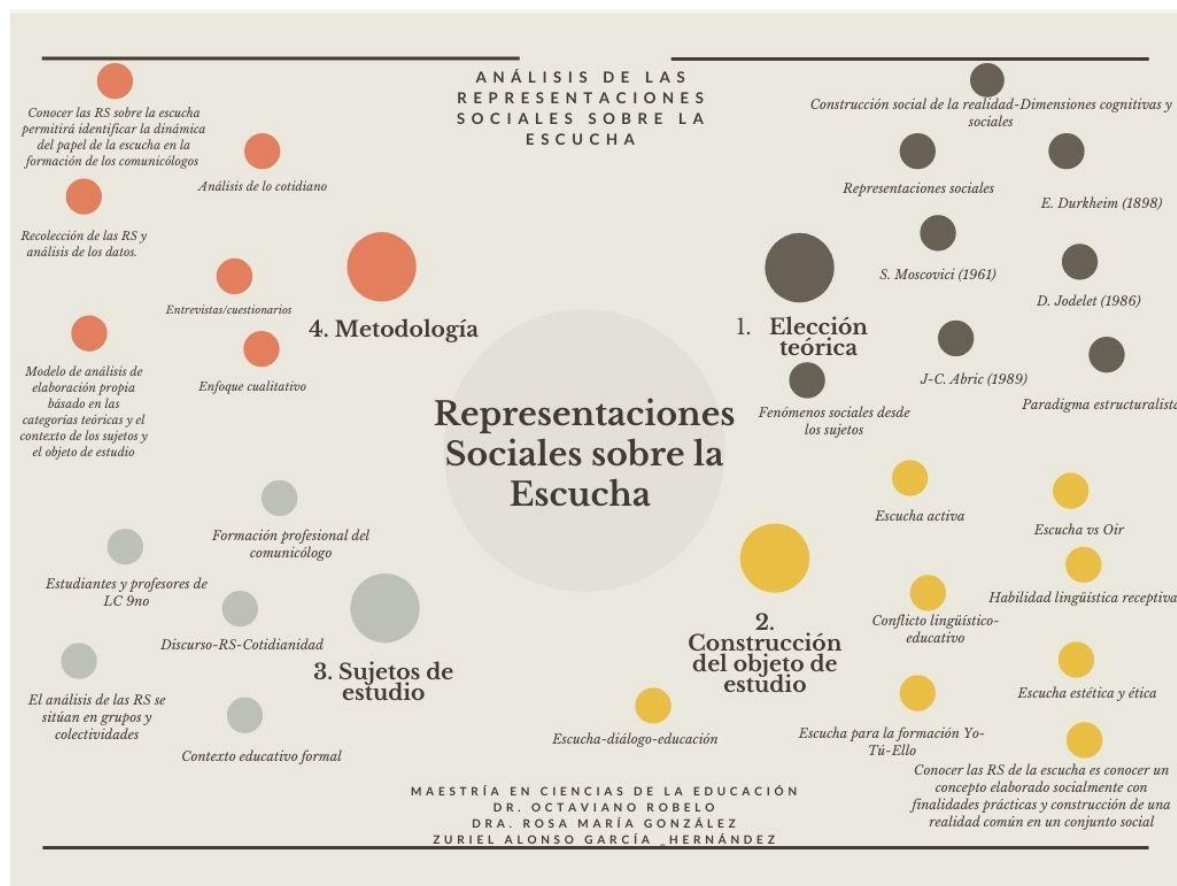 ANÁLISIS DE LAS
REPRESENTACIONES
SOCIALES SOBRE LA
ESCUCHA
Representaciones
Sociales sobre la
Escucha
1. Elección
teórica
Construcción social de la realidad-Dimensiones cognitivas y
sociales
Representaciones sociales
E. Durkheim (1898)
S. Moscovici (1961)
D. Jodelet (1986)
J-C. Abric (1989)
Paradigma estructuralista
Fenómenos sociales desde
los sujetos
2.
Construcción
del objeto de
estudio
Escucha activa
Escucha vs Oir
Habilidad lingüística receptiva
Conflicto lingüístico-
educativo
Escucha estética y ética
Escucha para la formación Yo-
Tú-Ello
Escucha-diálogo-educación
Conocer las RS de la escucha es conocer un
concepto elaborado socialmente con
finalidades prácticas y construcción de una
realidad común en un conjunto social
3. Sujetos de
estudio
Formación profesional del
comunicólogo
Estudiantes y profesores de
LC 9no
Discurso-RS-Cotidianidad
El análisis de las RS se
sitúan en grupos y
colectividades
Contexto educativo formal
4. Metodología
Conocer las RS sobre la escucha
permitirá identificar la dinámica
del papel de la escucha en la
formación de los comunicólogos
Análisis de lo cotidiano
Recolección de las RS y
análisis de los datos.
Entrevistas/cuestionarios
Enfoque cualitativo
Modelo de análisis de
elaboración propia
básado en las
categorías teóricas y el
contexto de los sujetos y
el objeto de estudio
MAESTRÍA EN CIENCIAS DE LA EDUCACIÓN
DR. OCTAVIANO ROBELO
DRA. ROSA MARÍA GONZÁLEZ
ZURIEL ALONSO GARCÍA _HERNÁNDEZ